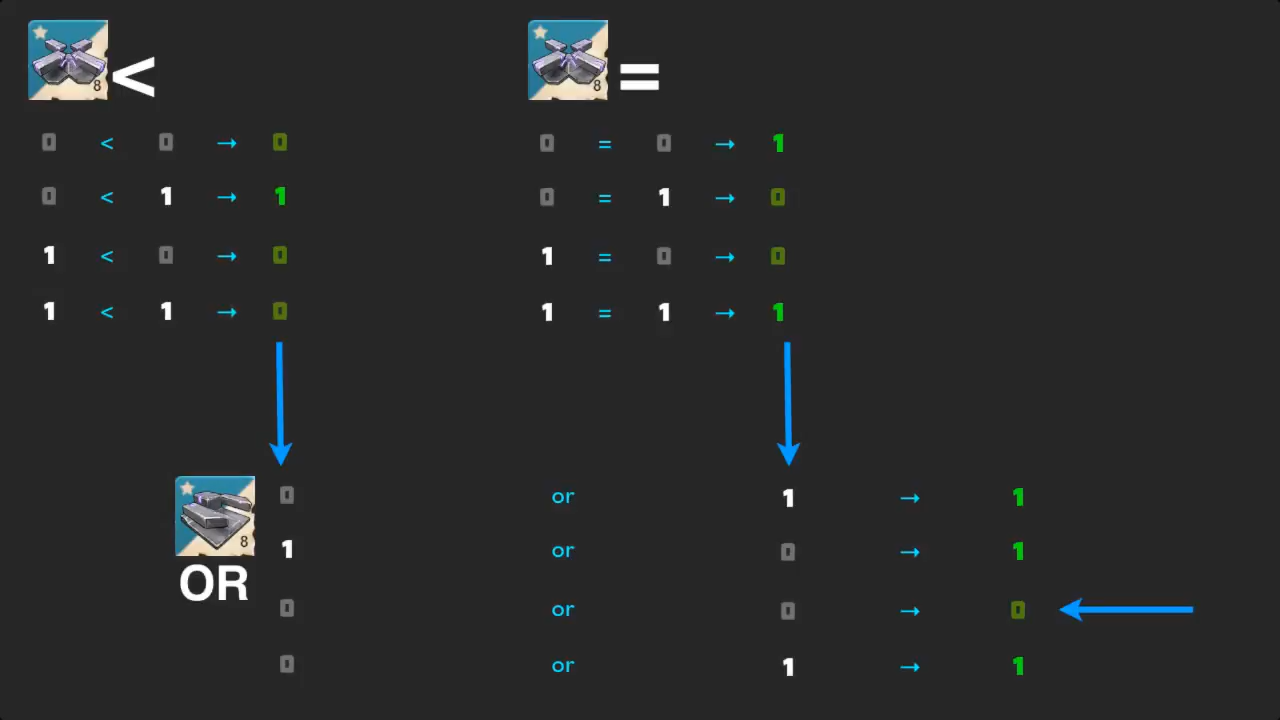 8 < 8 =
0 < 0 → 0 0 = 0 → 1
0 < 1 → 1 0 = 1 → 0
1 < 0 → 0 1 = 0 → 0
1 < 1 → 0 1 = 1 → 1
8 0 or 1 → 1
1 or 0 → 1
OR
0 or 0 → 0
0 or 1 → 1